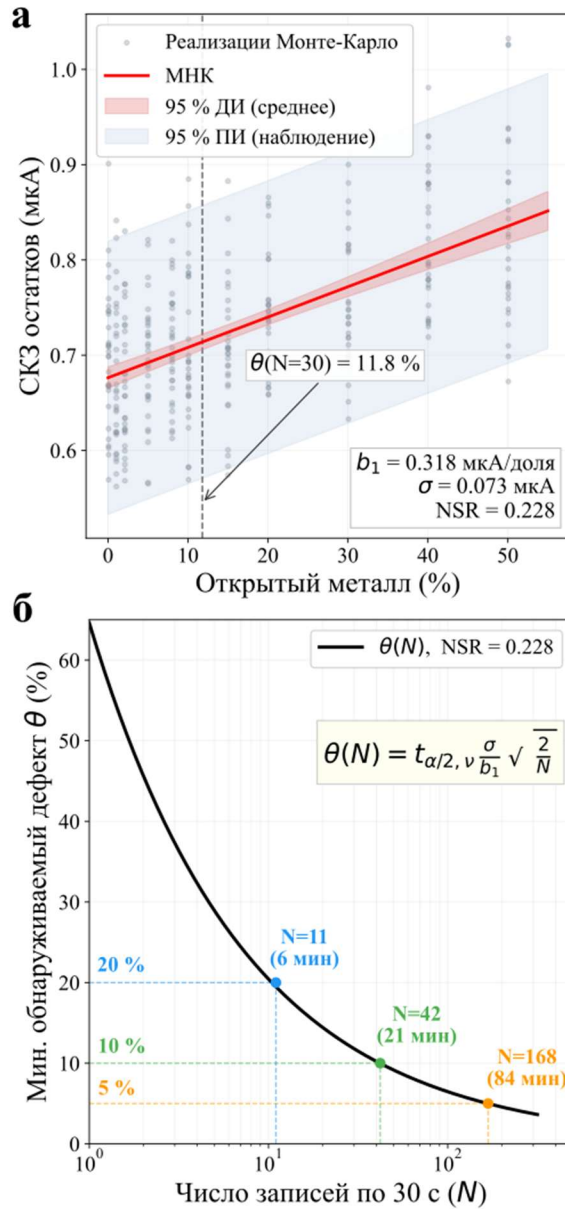 а
Реализации Монте-Карло
МНК
95 % ДИ (среднее)
95 % ПИ (наблюдение)
1.0
0.9
0.8
0.7
0.6
СКЗ остатков (мкА)
θ(N=30) = 11.8 %
b₁ = 0.318 мкА/доля
σ = 0.073 мкА
NSR = 0.228
0 10 20 30 40 50
Открытый металл (%)
б
θ(N), NSR = 0.228
60
50
40
30
20
10
0
Мин. обнаруживаемый дефект θ (%)
θ(N) = t_{α/2, ν} σ/b₁ √ 2/N
20 %
N=11
(6 мин)
10 %
N=42
(21 мин)
5 %
N=168
(84 мин)
10⁰ 10¹ 10²
Число записей по 30 с (N)